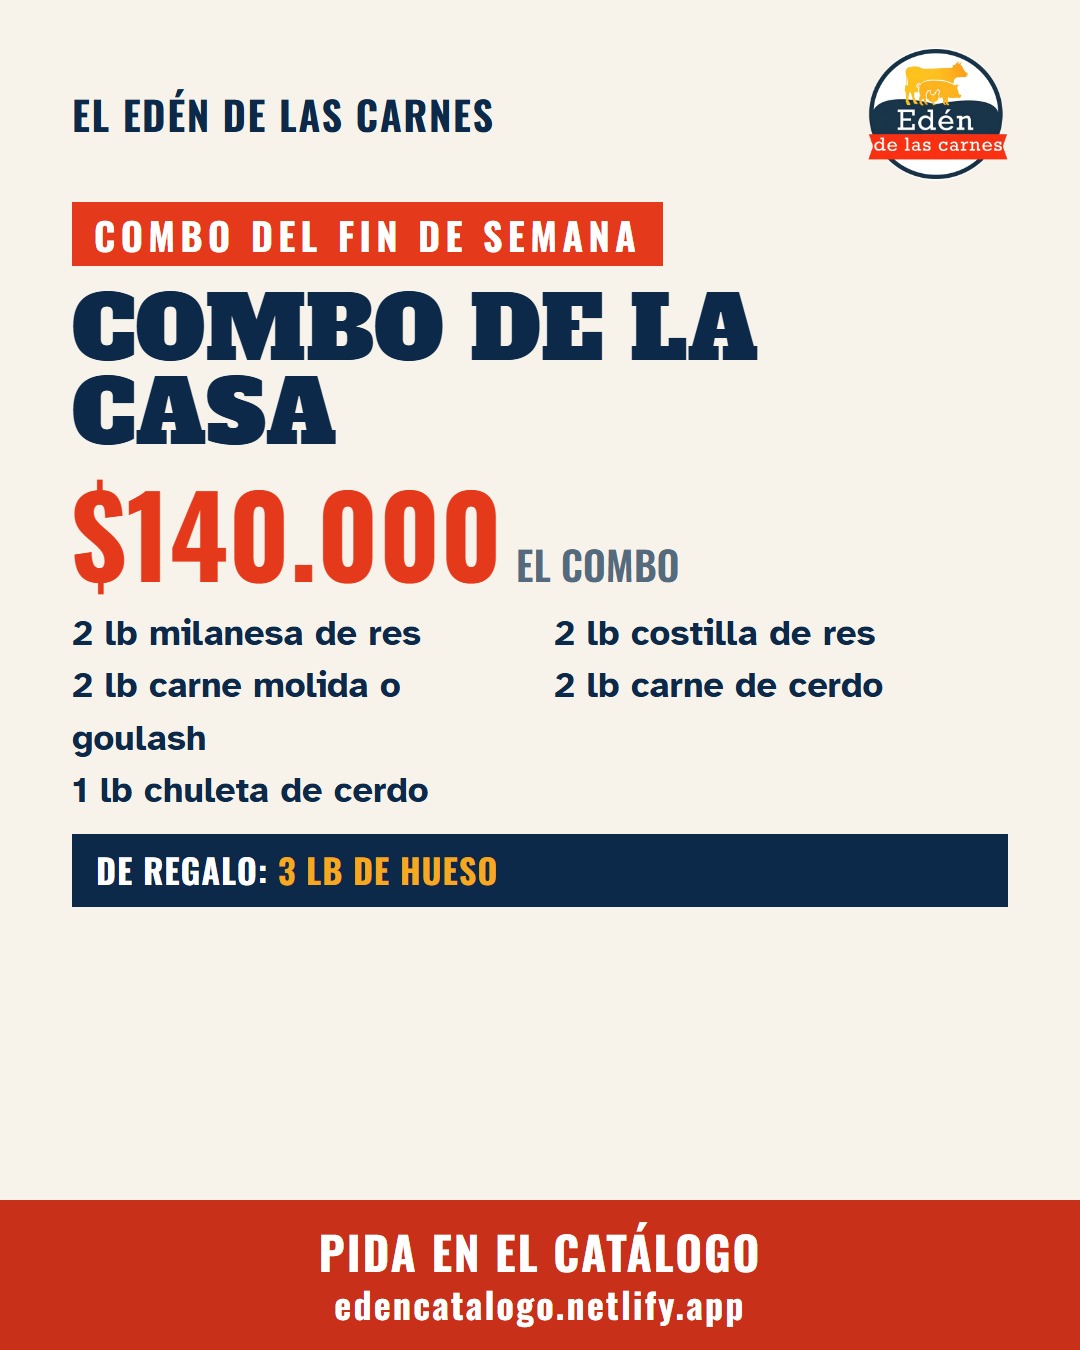 EL EDÉN DE LAS CARNES
Edén
de las carnes
COMBO DEL FIN DE SEMANA
COMBO DE LA
CASA
$140.000 EL COMBO
2 lb milanesa de res
2 lb carne molida o
goulash
1 lb chuleta de cerdo
2 lb costilla de res
2 lb carne de cerdo
DE REGALO: 3 LB DE HUESO
PIDA EN EL CATÁLOGO
edencatalogo.netlify.app